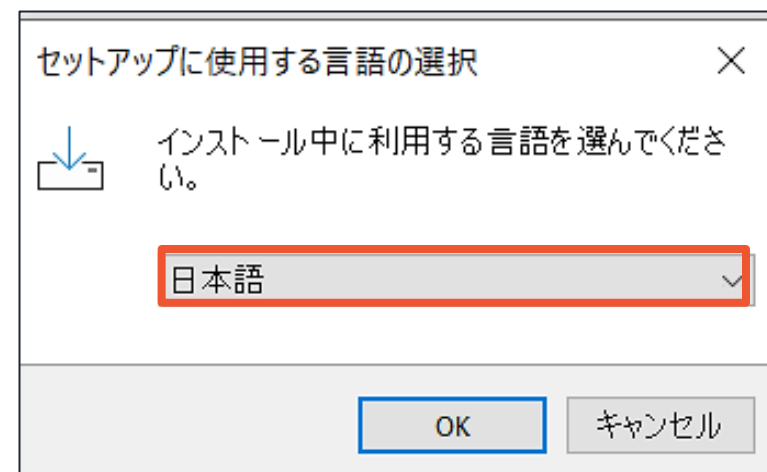 セットアップに使用する言語の選択
インストール中に利用する言語を選んでくださ
い。
日本語
OK
キャンセル